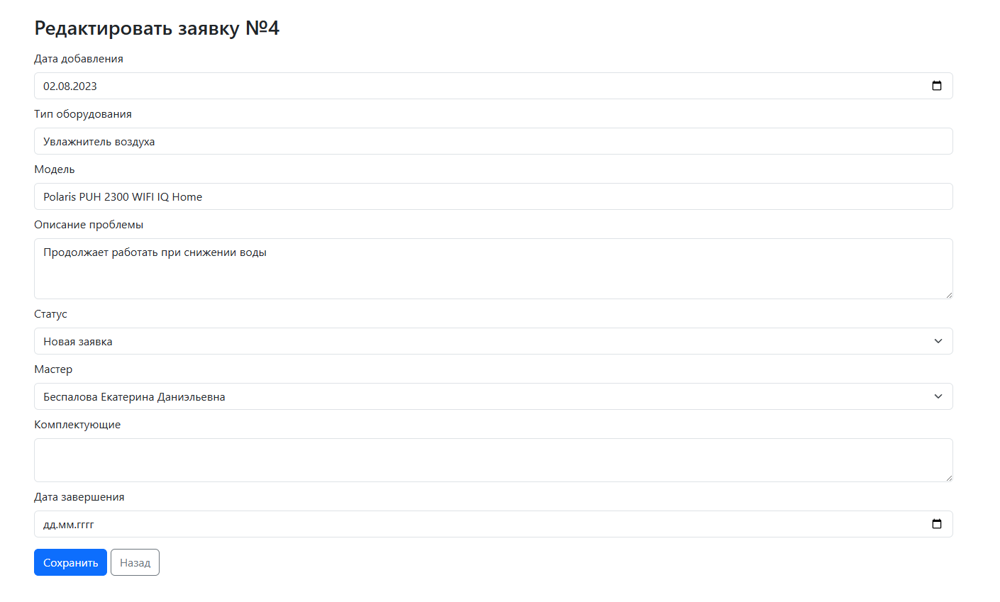 Редактировать заявку №4
Дата добавления
02.08.2023
Тип оборудования
Увлажнитель воздуха
Модель
Polaris PUH 2300 WIFI IQ Home
Описание проблемы
Продолжает работать при снижении воды
Статус
Новая заявка
Мастер
Беспалова Екатерина Даниэльевна
Комплектующие
Дата завершения
дд.мм.гггг
Сохранить Назад